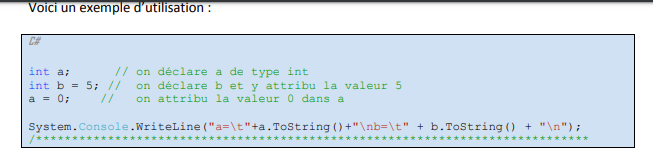 Voici un exemple d'utilisation :
C#
int a; // on déclare a de type int
int b = 5; // on déclare b et y attribu la valeur 5
a = 0; // on attribu la valeur 0 dans a
System.Console.WriteLine("a=\t"+a.ToString()+"\nb=\t" + b.ToString() + "\n");
/*****************************************************************************